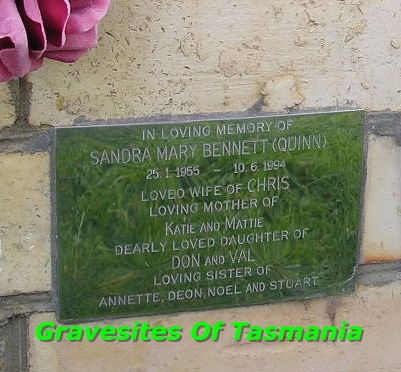 IN LOVING MEMORY OF
SANDRA MARY BENNETT (QUINN)
25.1.1955 - 10.6.1994
LOVED WIFE OF CHRIS
LOVING MOTHER OF
KATIE AND MATTIE
DEARLY LOVED DAUGHTER OF
DON AND VAL
LOVING SISTER OF
ANNETTE, DEON, NOEL AND STUART
Gravesites Of Tasmania